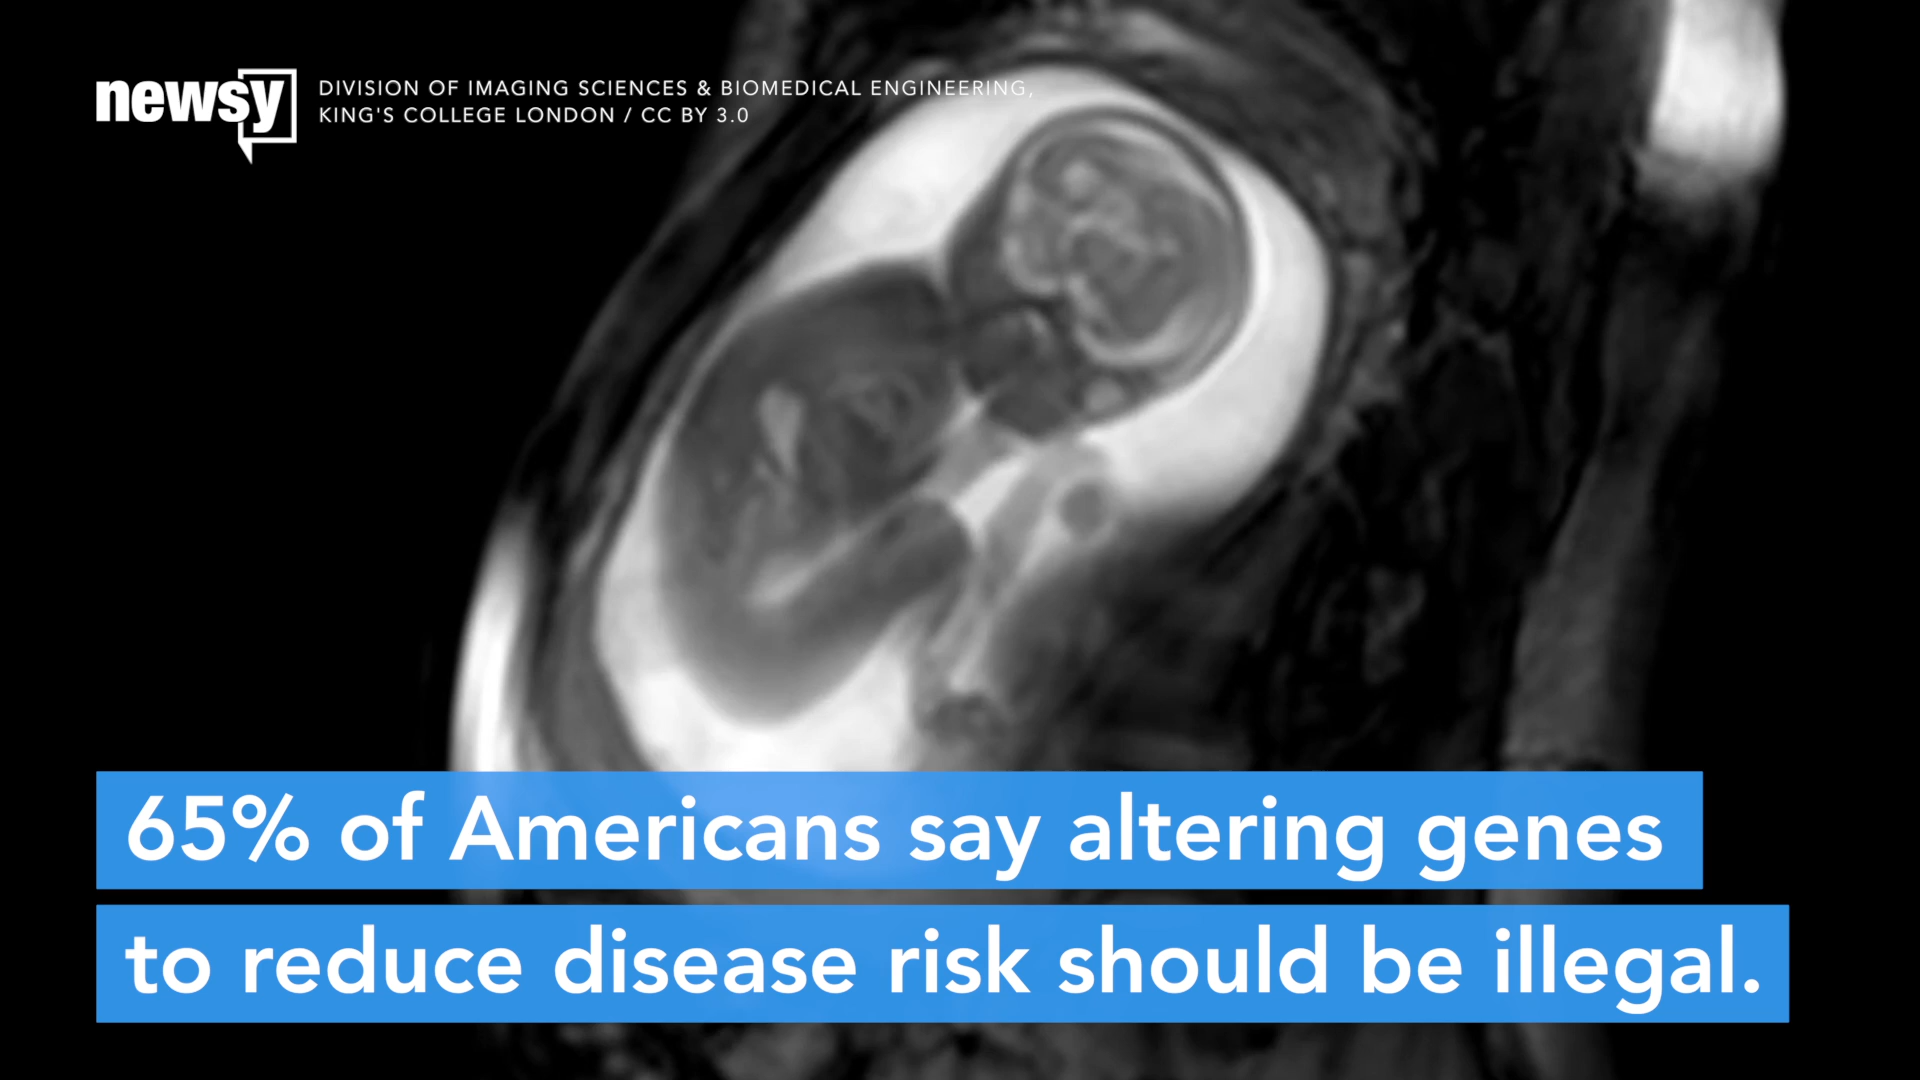 newsy
DIVISION OF IMAGING SCIENCES & BIOMEDICAL ENGINEERING,
KING'S COLLEGE LONDON / CC BY 3.0
65% of Americans say altering genes
to reduce disease risk should be illegal.